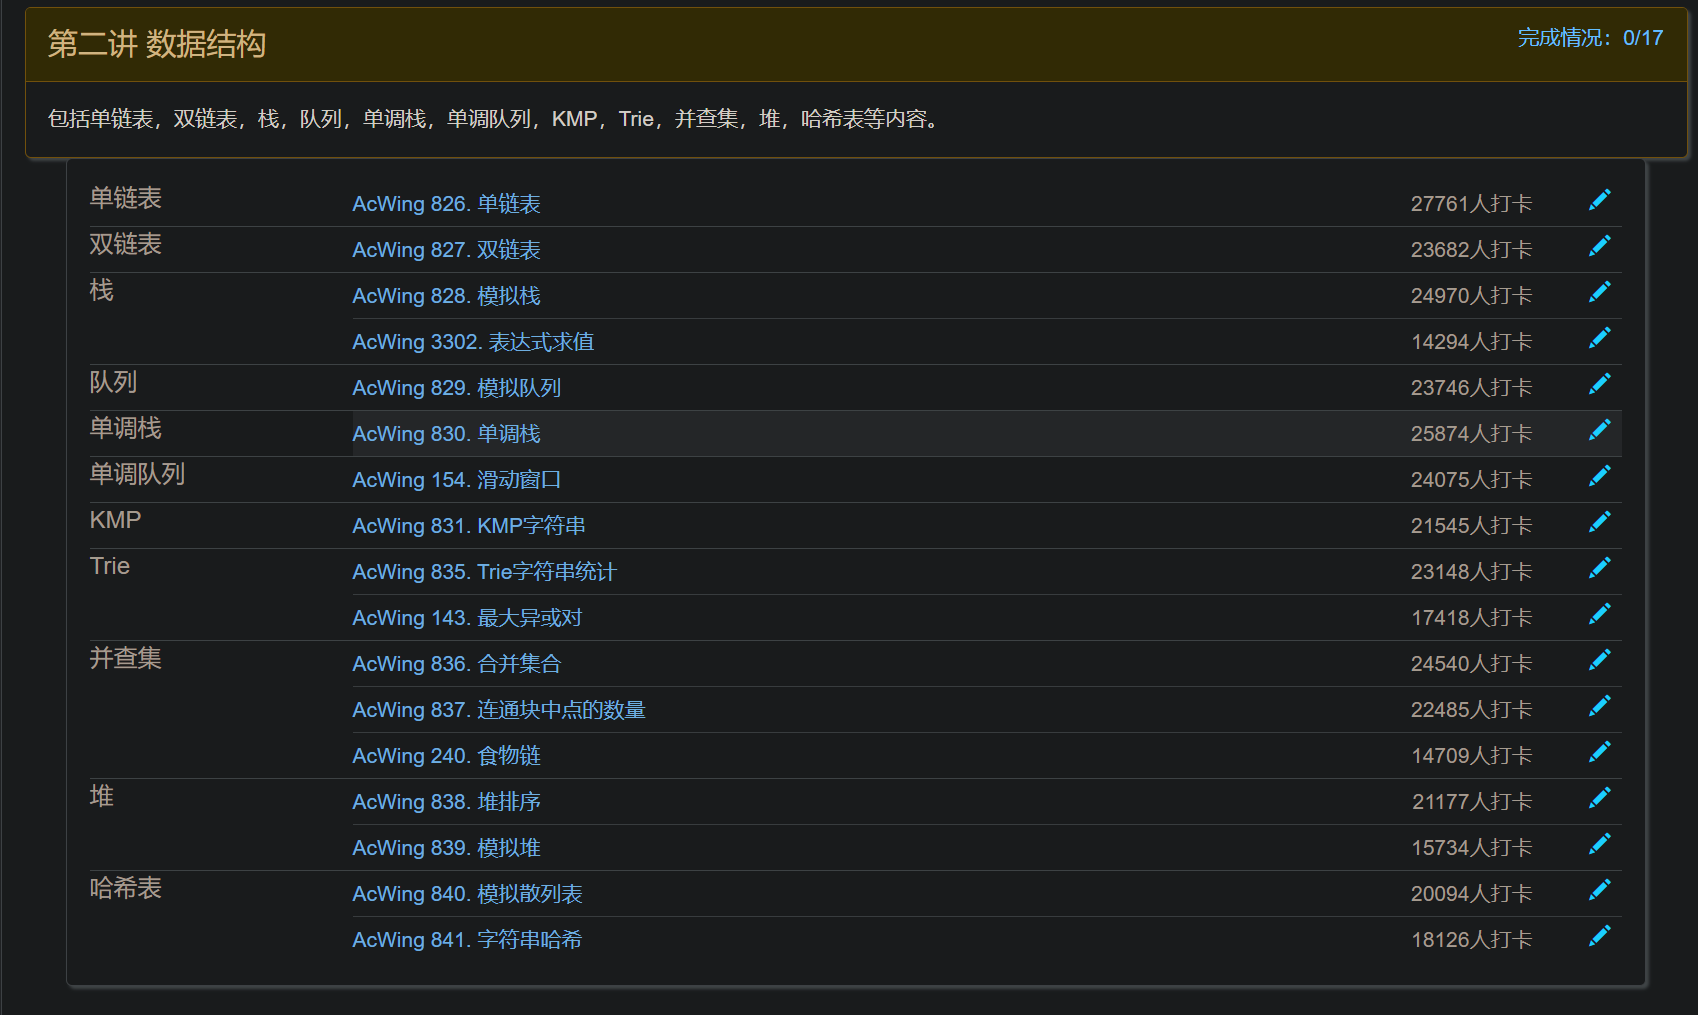 第二讲 数据结构
完成情况：0/17
包括单链表，双链表，栈，队列，单调栈，单调队列，KMP，Trie，并查集，堆，哈希表等内容。
单链表 AcWing 826. 单链表 27761人打卡
双链表 AcWing 827. 双链表 23682人打卡
栈 AcWing 828. 模拟栈 24970人打卡
AcWing 3302. 表达式求值 14294人打卡
队列 AcWing 829. 模拟队列 23746人打卡
单调栈 AcWing 830. 单调栈 25874人打卡
单调队列 AcWing 154. 滑动窗口 24075人打卡
KMP AcWing 831. KMP字符串 21545人打卡
Trie AcWing 835. Trie字符串统计 23148人打卡
AcWing 143. 最大异或对 17418人打卡
并查集 AcWing 836. 合并集合 24540人打卡
AcWing 837. 连通块中点的数量 22485人打卡
AcWing 240. 食物链 14709人打卡
堆 AcWing 838. 堆排序 21177人打卡
AcWing 839. 模拟堆 15734人打卡
哈希表 AcWing 840. 模拟散列表 20094人打卡
AcWing 841. 字符串哈希 18126人打卡